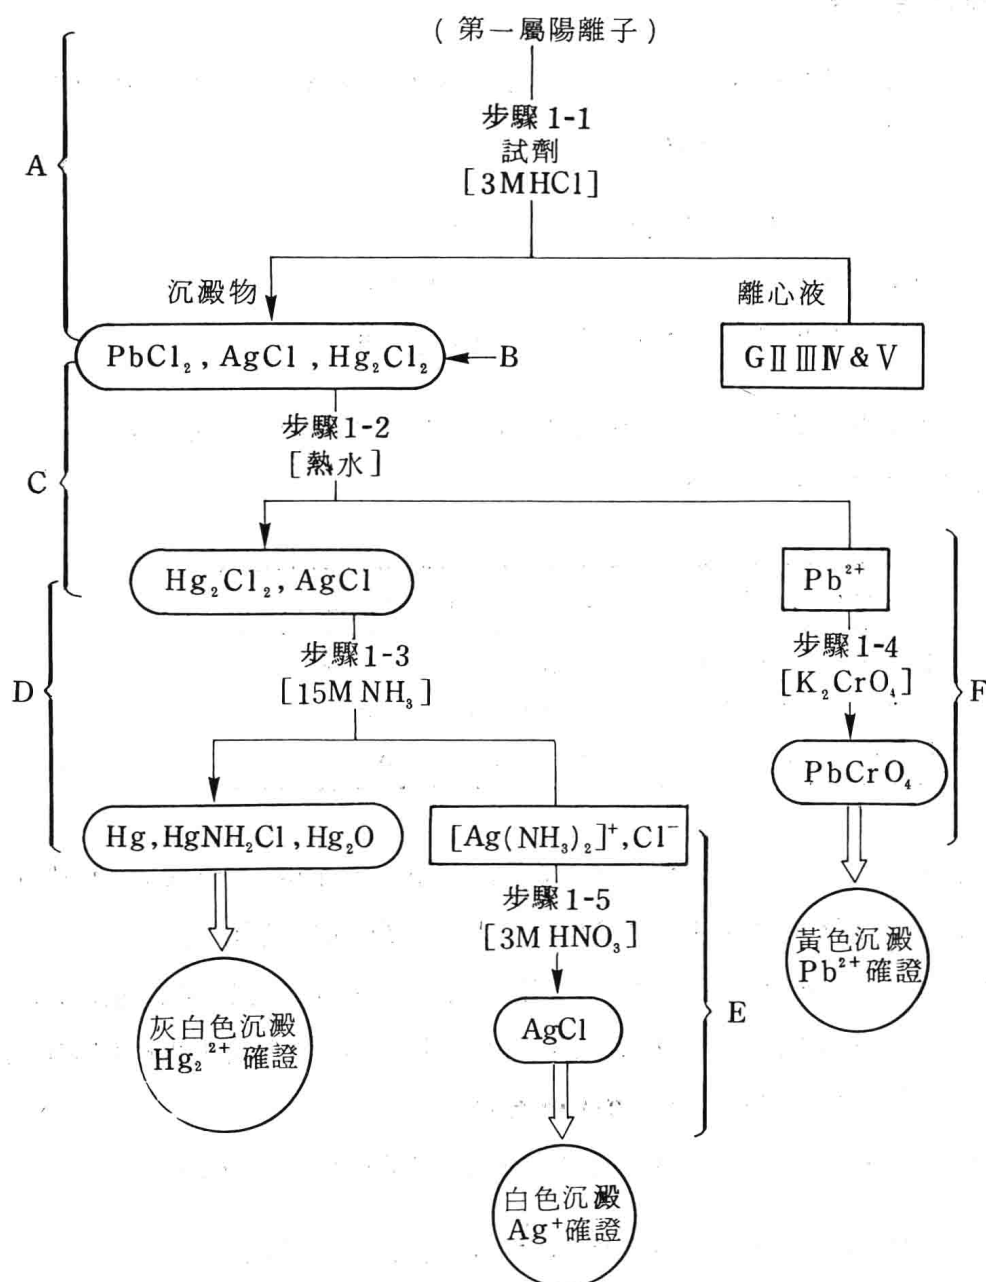 (第一屬陽離子)
步驟 1-1
試劑
[3MHCl]
A
沉澱物
離心液
PbCl₂, AgCl, Hg₂Cl₂
B
GⅡ Ⅲ Ⅳ & Ⅴ
步驟1-2
[熱水]
C
Hg₂Cl₂, AgCl
Pb²⁺
步驟1-3
[15M NH₃]
步驟1-4
[K₂CrO₄]
D
F
PbCrO₄
Hg, HgNH₂Cl, Hg₂O
[Ag(NH₃)₂]⁺, Cl⁻
步驟1-5
[3M HNO₃]
黃色沉澱
Pb²⁺確證
灰白色沉澱
Hg₂²⁺ 確證
AgCl
E
白色沉澱
Ag⁺確證